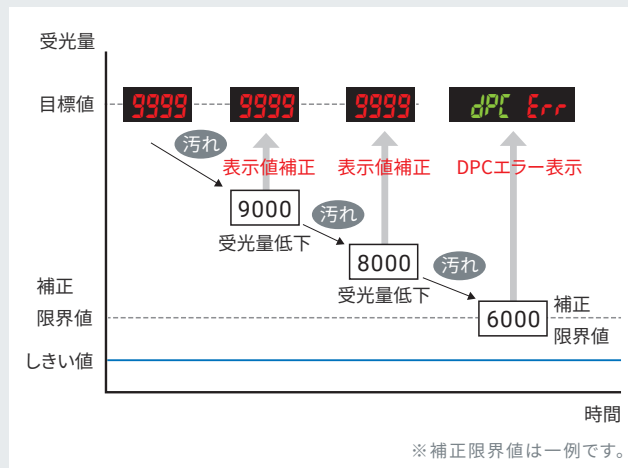 受光量
目標値
9999 9999 9999 dPC Err
汚れ
表示値補正 表示値補正 DPCエラー表示
9000
汚れ
受光量低下
8000
汚れ
受光量低下
補正
限界値
6000
補正
限界値
しきい値
時間
※補正限界値は一例です。